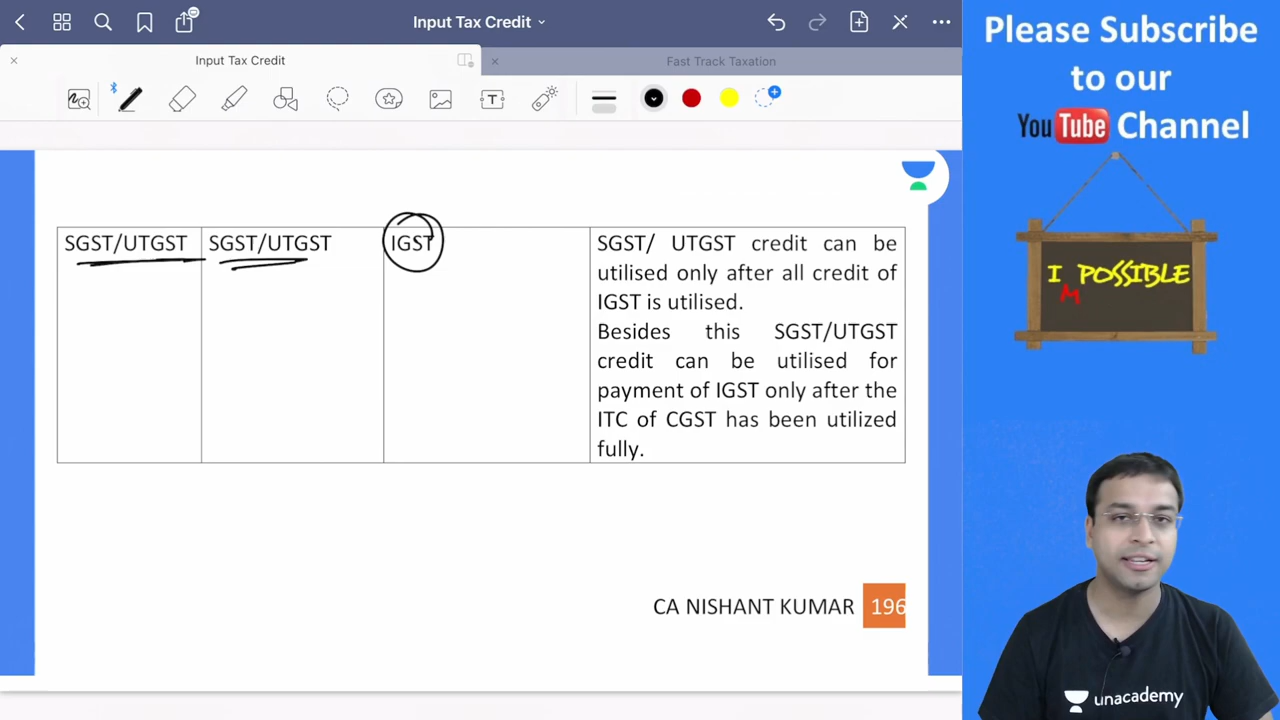 Input Tax Credit
Input Tax Credit
Fast Track Taxation
Please Subscribe
to our
YouTube Channel
I POSSIBLE
M
SGST/UTGST
SGST/UTGST
IGST
SGST/ UTGST credit can be
utilised only after all credit of
IGST is utilised.
Besides this SGST/UTGST
credit can be utilised for
payment of IGST only after the
ITC of CGST has been utilized
fully.
CA NISHANT KUMAR 196
unacademy